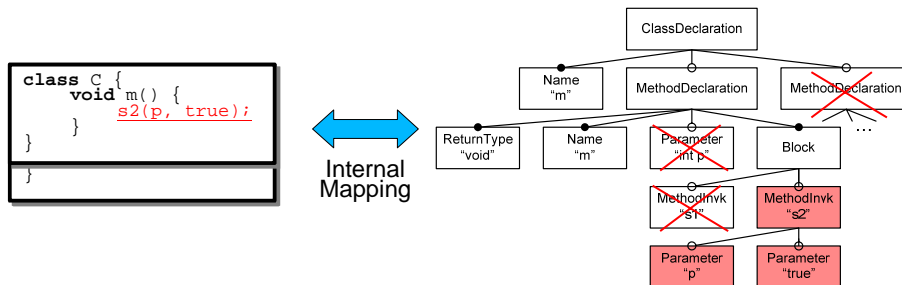 class C {
void m() {
s2(p, true);
}
}
}
Internal
Mapping
ClassDeclaration
Name
“m”
MethodDeclaration
MethodDeclaration
...
ReturnType
“void”
Name
“m”
Parameter
“int p”
Block
MethodInvk
“s1”
MethodInvk
“s2”
Parameter
“p”
Parameter
“true”